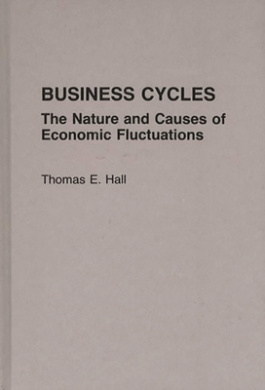 BUSINESS CYCLES
The Nature and Causes of
Economic Fluctuations
Thomas E. Hall